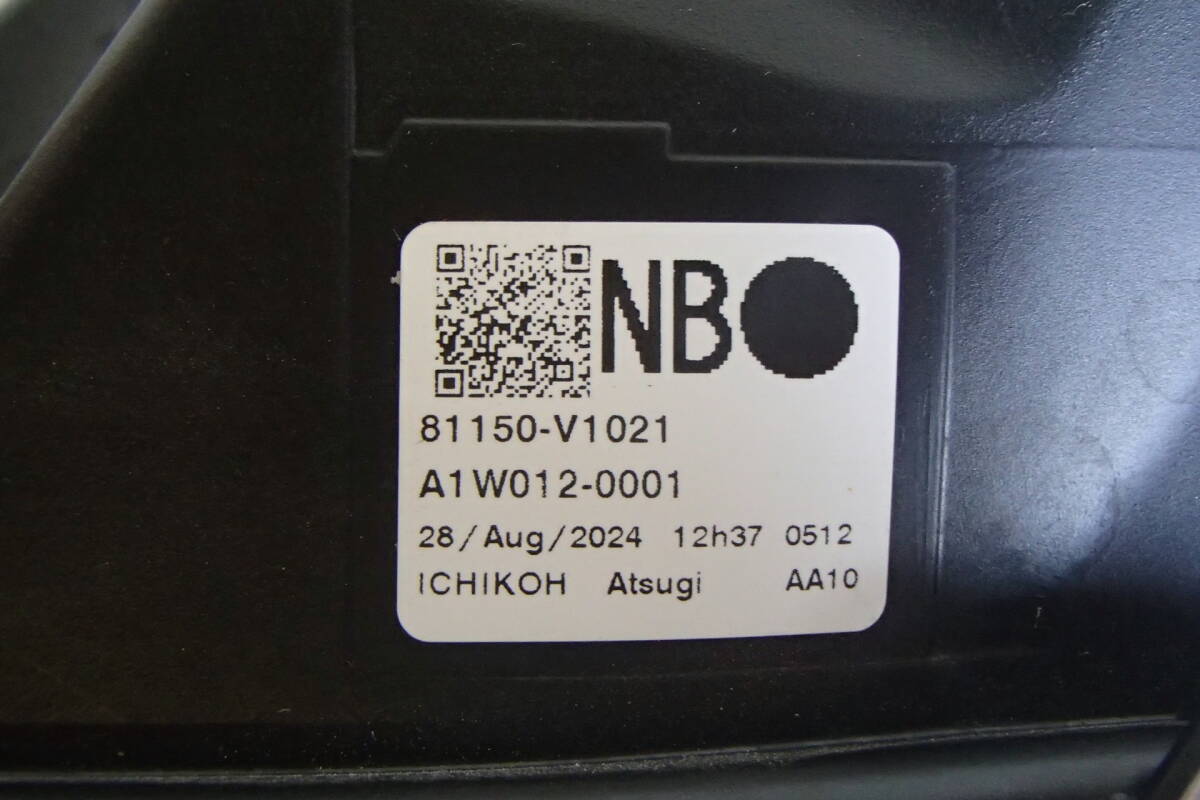 NB●
81150-V1021
A1W012-0001
28/Aug/2024 12h37 0512
ICHIKOH Atsugi AA10